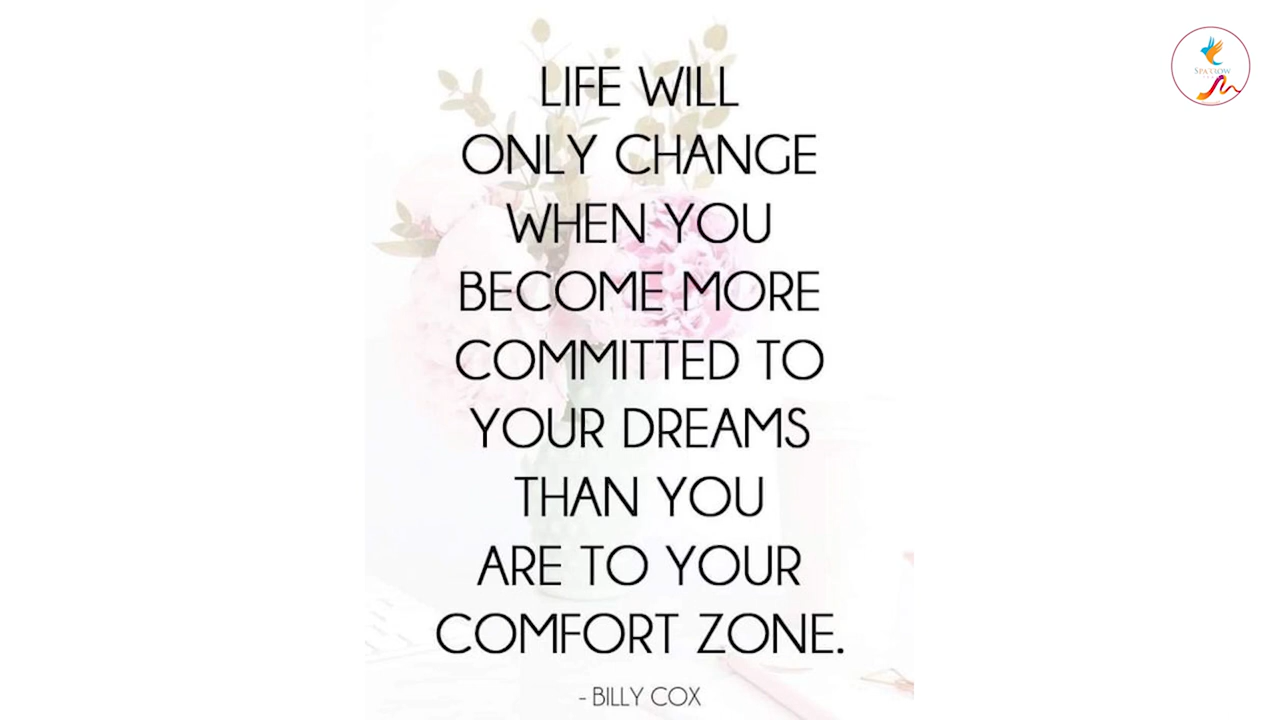 LIFE WILL
ONLY CHANGE
WHEN YOU
BECOME MORE
COMMITTED TO
YOUR DREAMS
THAN YOU
ARE TO YOUR
COMFORT ZONE.
- BILLY COX
SPARROW